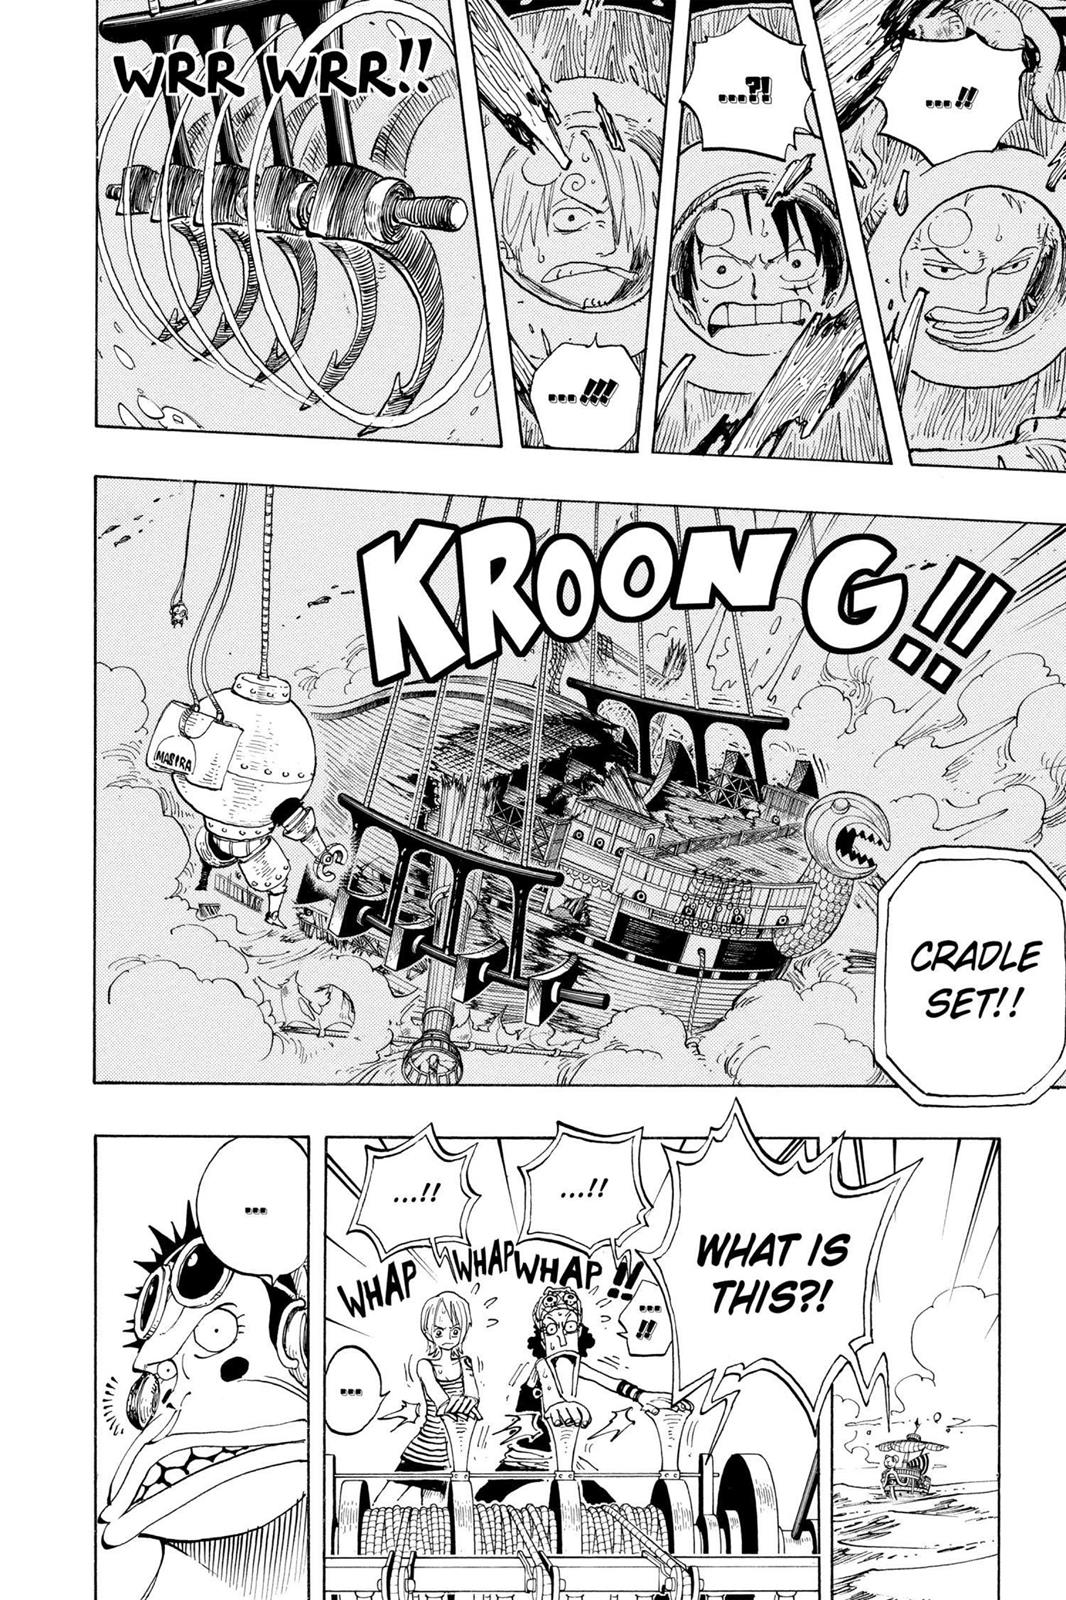 ....!!
....?!
....!!!
WRR WRR!!
KROONG!!
MASIRA
CRADLE
SET!!
WHAT IS
THIS?!
...!!
...!!
WHAP
WHAP
WHAP!!
....
!!
....
....